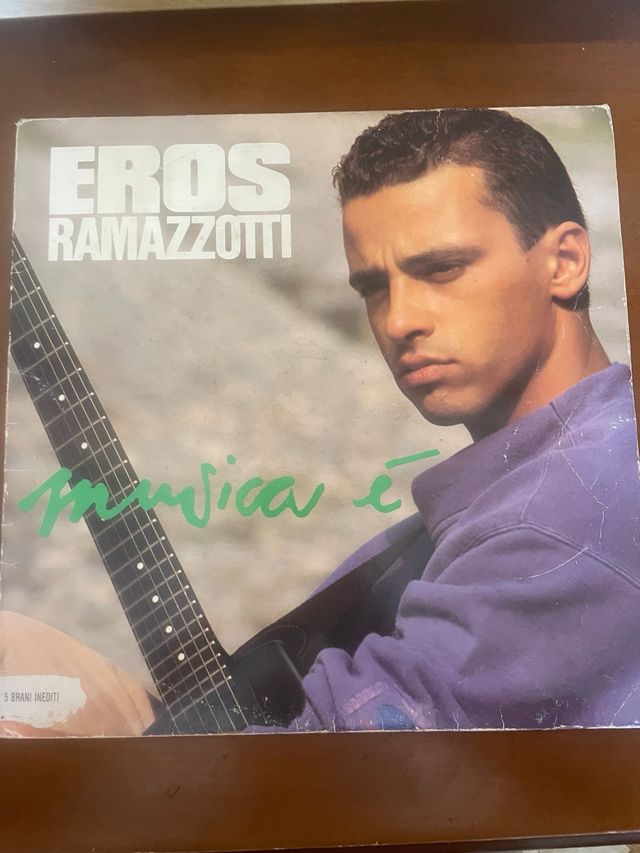 EROS
RAMAZZOTTI
musica è
5 BRANI INEDITI